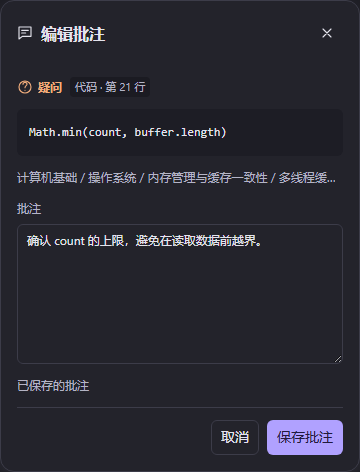 编辑批注
疑问 代码 · 第 21 行
Math.min(count, buffer.length)
计算机基础 / 操作系统 / 内存管理与缓存一致性 / 多线程缓...
批注
确认 count 的上限，避免在读取数据前越界。
已保存的批注
取消 保存批注